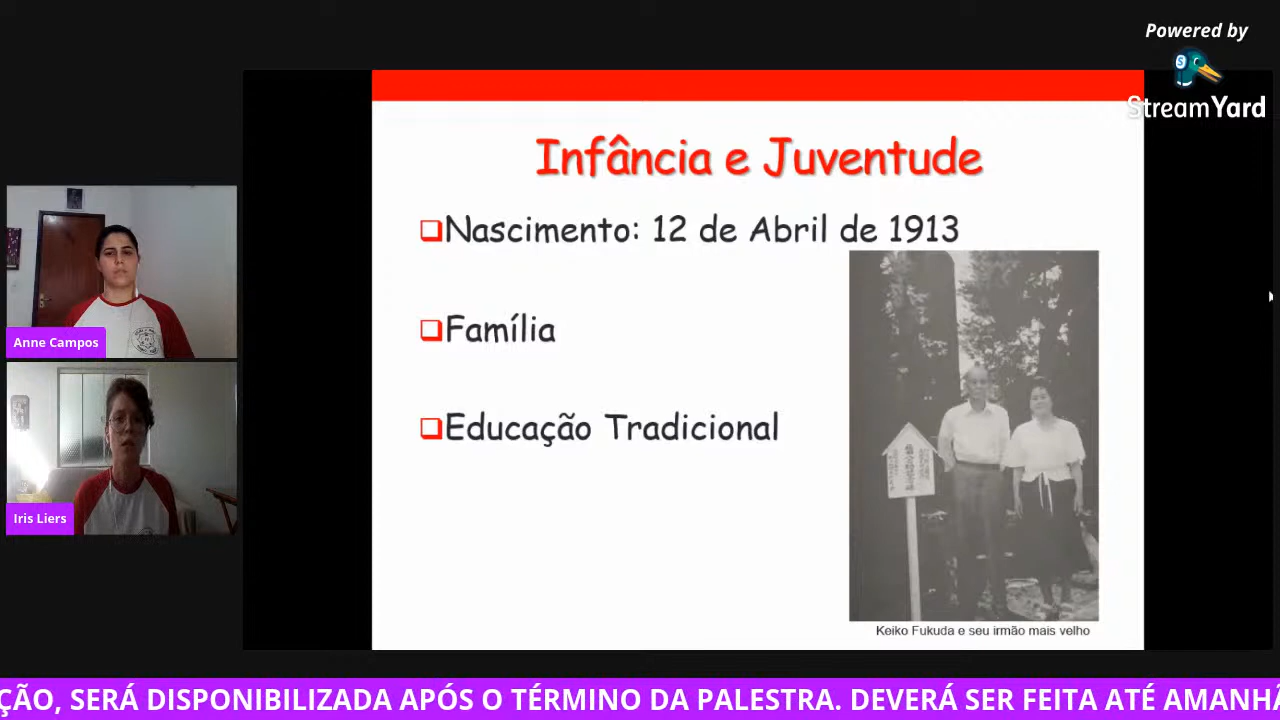 Powered by
StreamYard
Infância e Juventude
Nascimento: 12 de Abril de 1913
Família
Educação Tradicional
Keiko Fukuda e seu irmão mais velho
Anne Campos
Iris Liers
ÇÃO, SERÁ DISPONIBILIZADA APÓS O TÉRMINO DA PALESTRA. DEVERÁ SER FEITA ATÉ AMANHÃ